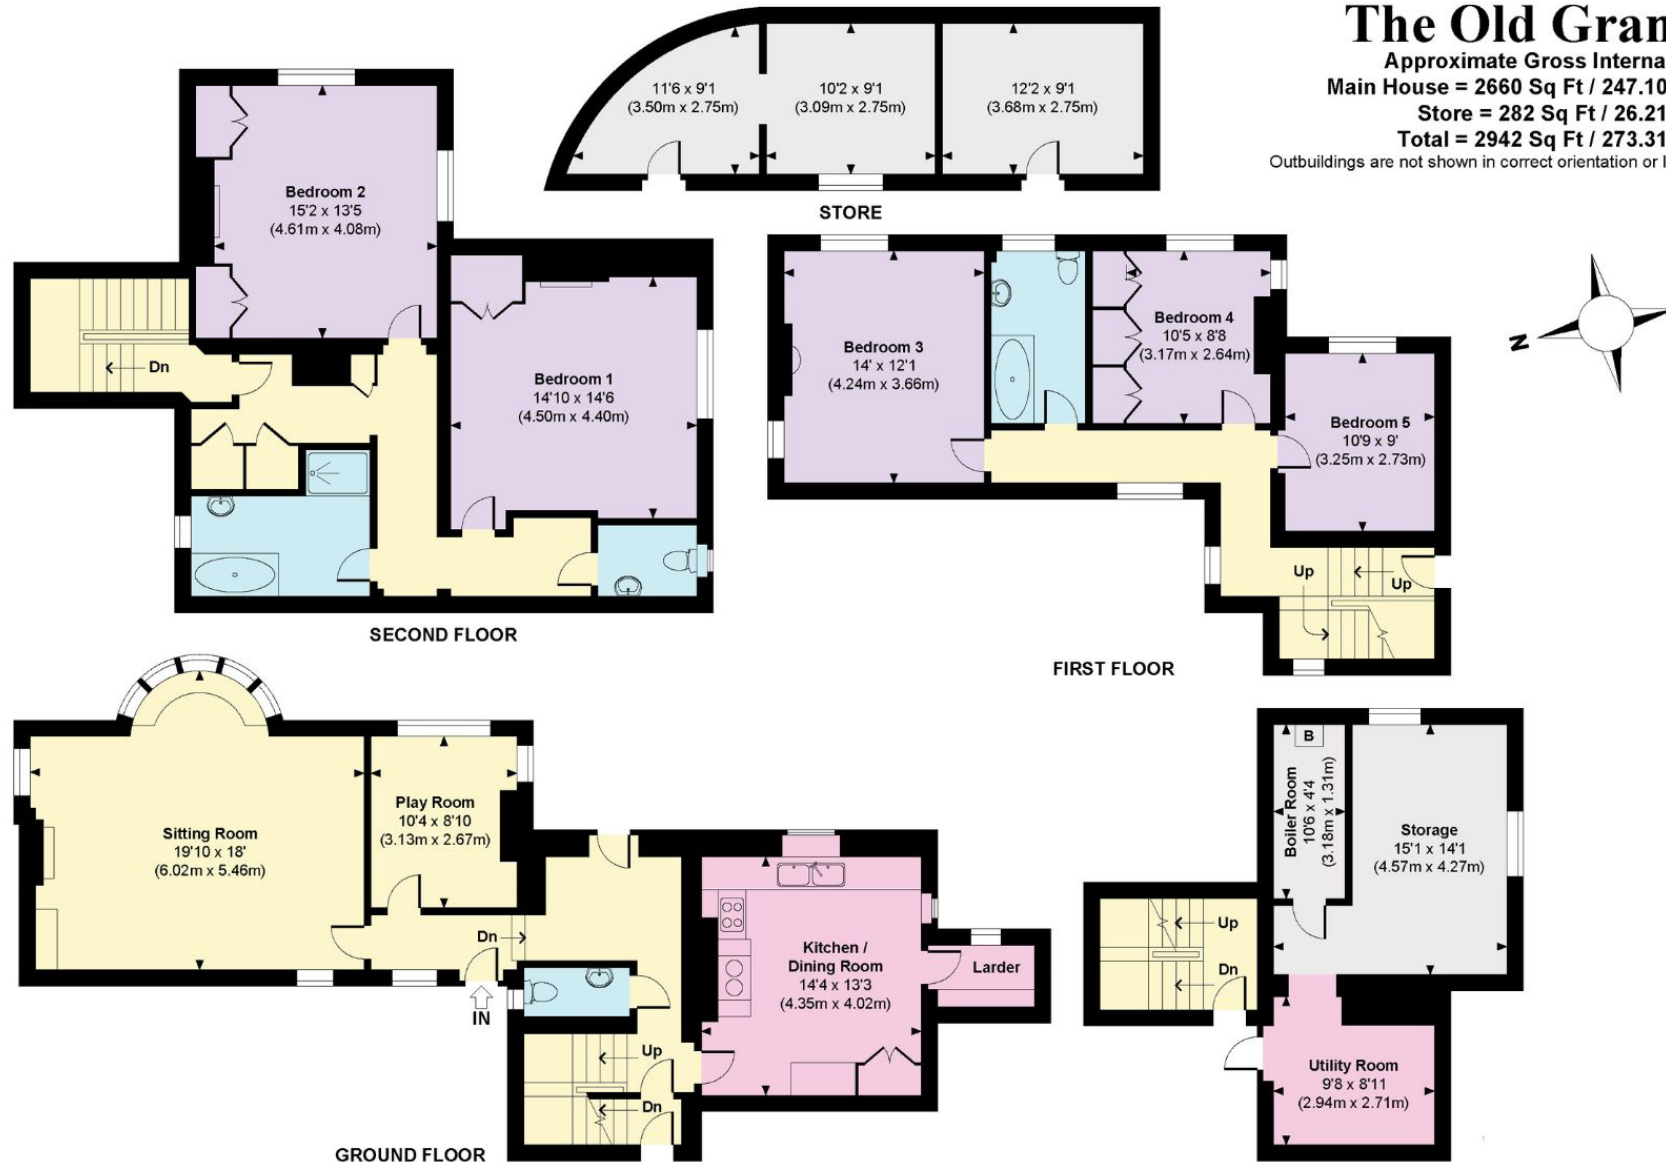 The Old Gran
Approximate Gross Interna
Main House = 2660 Sq Ft / 247.10
Store = 282 Sq Ft / 26.21
Total = 2942 Sq Ft / 273.31
Outbuildings are not shown in correct orientation or l
11'6 x 9'1
(3.50m x 2.75m)
10'2 x 9'1
(3.09m x 2.75m)
12'2 x 9'1
(3.68m x 2.75m)
STORE
Bedroom 2
15'2 x 13'5
(4.61m x 4.08m)
Dn
Bedroom 1
14'10 x 14'6
(4.50m x 4.40m)
SECOND FLOOR
Bedroom 3
14' x 12'1
(4.24m x 3.66m)
Bedroom 4
10'5 x 8'8
(3.17m x 2.64m)
Bedroom 5
10'9 x 9'
(3.25m x 2.73m)
Up
Up
FIRST FLOOR
N
Sitting Room
19'10 x 18'
(6.02m x 5.46m)
Play Room
10'4 x 8'10
(3.13m x 2.67m)
Dn
IN
Kitchen /
Dining Room
14'4 x 13'3
(4.35m x 4.02m)
Larder
Up
Dn
GROUND FLOOR
B
Boiler Room
10'6 x 4'4
(3.18m x 1.31m)
Storage
15'1 x 14'1
(4.57m x 4.27m)
Up
Dn
Utility Room
9'8 x 8'11
(2.94m x 2.71m)